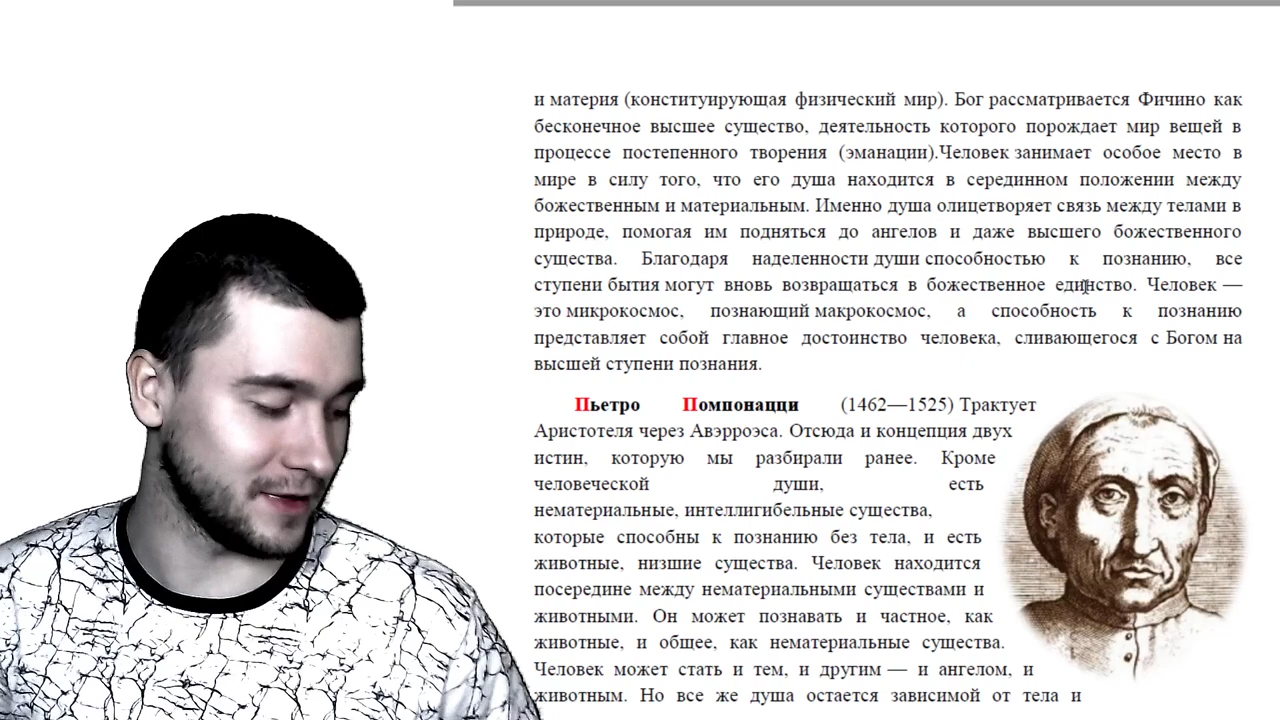 и материя (конституирующая физический мир). Бог рассматривается Фичино как
бесконечное высшее существо, деятельность которого порождает мир вещей в
процессе постепенного творения (эманации).Человек занимает особое место в
мире в силу того, что его душа находится в серединном положении между
божественным и материальным. Именно душа олицетворяет связь между телами в
природе, помогая им подняться до ангелов и даже высшего божественного
существа. Благодаря наделенности души способностью к познанию, все
ступени бытия могут вновь возвращаться в божественное единство. Человек —
это микрокосмос, познающий макрокосмос, а способность к познанию
представляет собой главное достоинство человека, сливающегося с Богом на
высшей ступени познания.
Пьетро Помпонацци (1462—1525) Трактует
Аристотеля через Авэрроэса. Отсюда и концепция двух
истин, которую мы разбирали ранее. Кроме
человеческой души, есть
нематериальные, интеллигибельные существа,
которые способны к познанию без тела, и есть
животные, низшие существа. Человек находится
посередине между нематериальными существами и
животными. Он может познавать и частное, как
животные, и общее, как нематериальные существа.
Человек может стать и тем, и другим — и ангелом, и
животным. Но все же душа остается зависимой от тела и